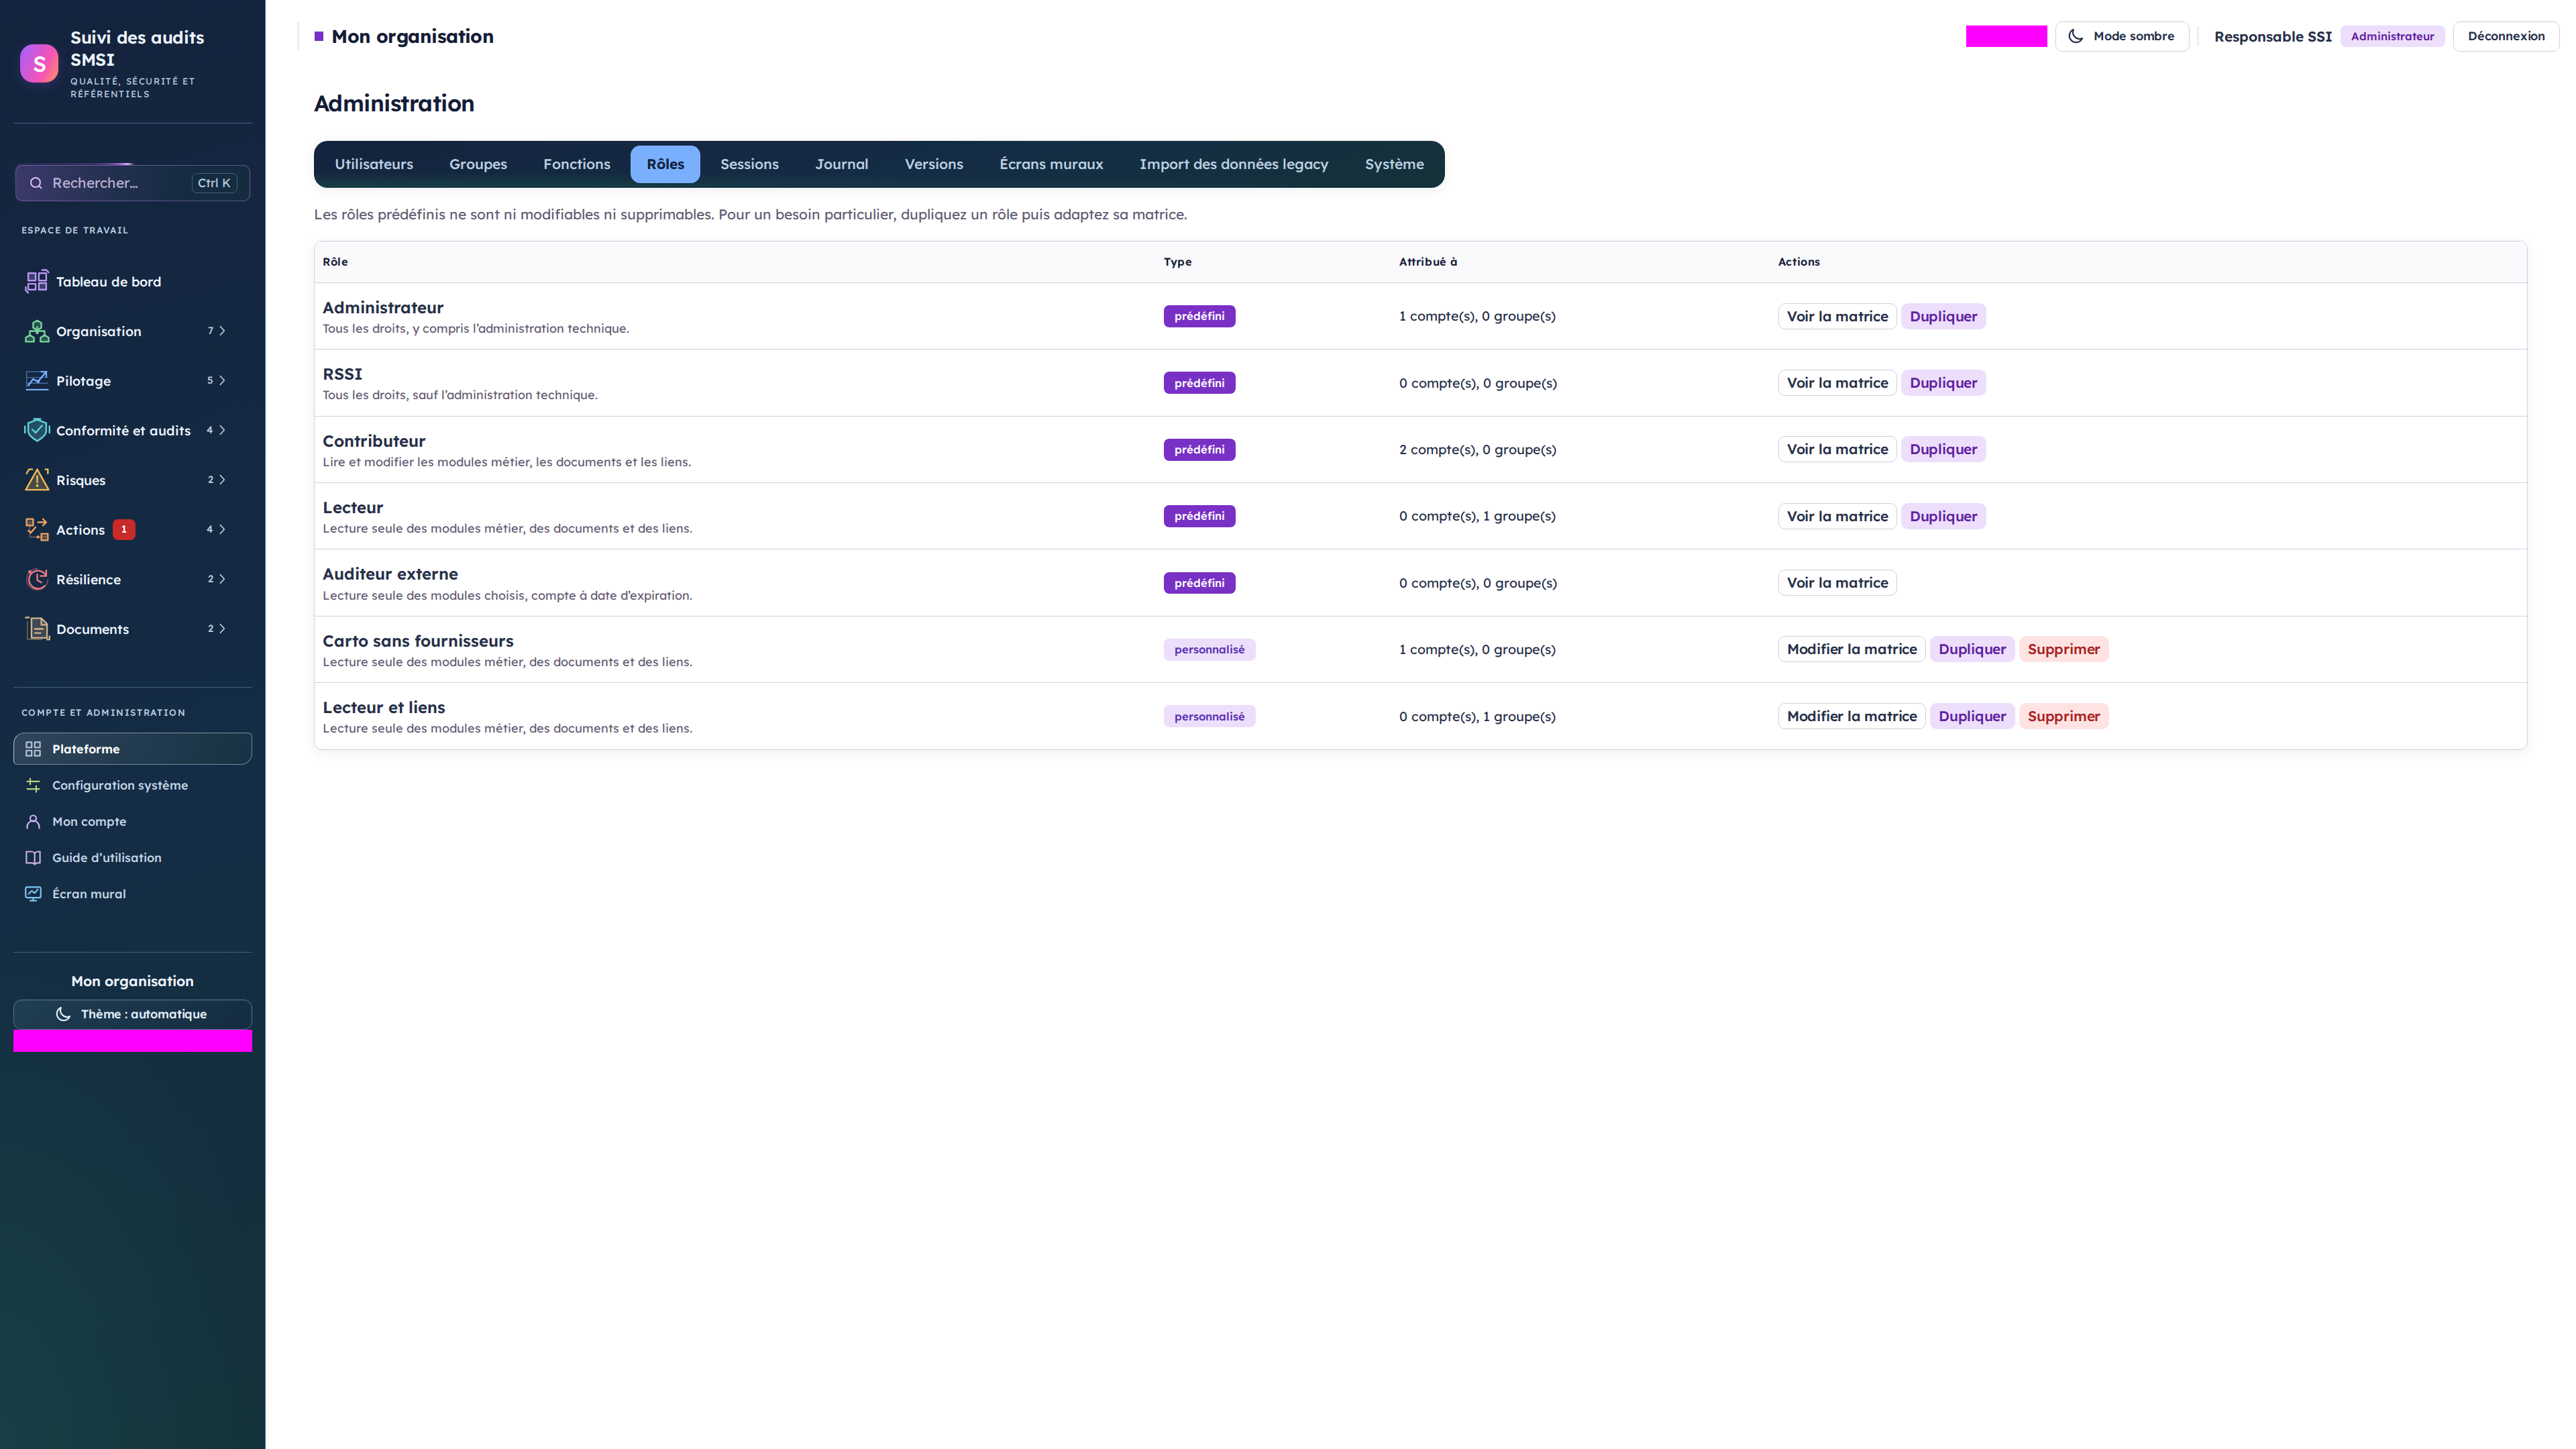 Suivi des audits
SMSI
QUALITÉ, SÉCURITÉ ET
RÉFÉRENTIELS
S
Rechercher... Ctrl K
ESPACE DE TRAVAIL
Tableau de bord
Organisation 7
Pilotage 5
Conformité et audits 4
Risques 2
Actions 1 4
Résilience 2
Documents 2
COMPTE ET ADMINISTRATION
Plateforme
Configuration système
Mon compte
Guide d’utilisation
Écran mural
Mon organisation
Thème : automatique
Mon organisation
Mode sombre
Responsable SSI Administrateur Déconnexion
Administration
Utilisateurs Groupes Fonctions Rôles Sessions Journal Versions Écrans muraux Import des données legacy Système
Les rôles prédéfinis ne sont ni modifiables ni supprimables. Pour un besoin particulier, dupliquez un rôle puis adaptez sa matrice.
Rôle Type Attribué à Actions
Administrateur
Tous les droits, y compris l’administration technique.
prédéfini 1 compte(s), 0 groupe(s) Voir la matrice Dupliquer
RSSI
Tous les droits, sauf l’administration technique.
prédéfini 0 compte(s), 0 groupe(s) Voir la matrice Dupliquer
Contributeur
Lire et modifier les modules métier, les documents et les liens.
prédéfini 2 compte(s), 0 groupe(s) Voir la matrice Dupliquer
Lecteur
Lecture seule des modules métier, des documents et des liens.
prédéfini 0 compte(s), 1 groupe(s) Voir la matrice Dupliquer
Auditeur externe
Lecture seule des modules choisis, compte à date d’expiration.
prédéfini 0 compte(s), 0 groupe(s) Voir la matrice
Carto sans fournisseurs
Lecture seule des modules métier, des documents et des liens.
personnalisé 1 compte(s), 0 groupe(s) Modifier la matrice Dupliquer Supprimer
Lecteur et liens
Lecture seule des modules métier, des documents et des liens.
personnalisé 0 compte(s), 1 groupe(s) Modifier la matrice Dupliquer Supprimer